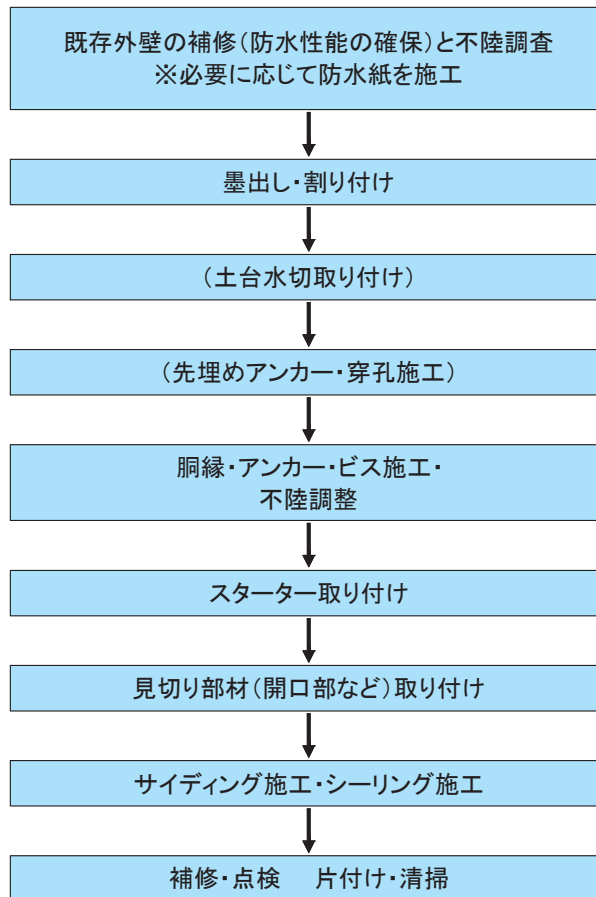 既存外壁の補修(防水性能の確保)と不陸調査
※必要に応じて防水紙を施工
墨出し・割り付け
(土台水切取り付け)
(先埋めアンカー・穿孔施工)
胴縁・アンカー・ビス施工・
不陸調整
スターター取り付け
見切り部材(開口部など)取り付け
サイディング施工・シーリング施工
補修・点検　片付け・清掃